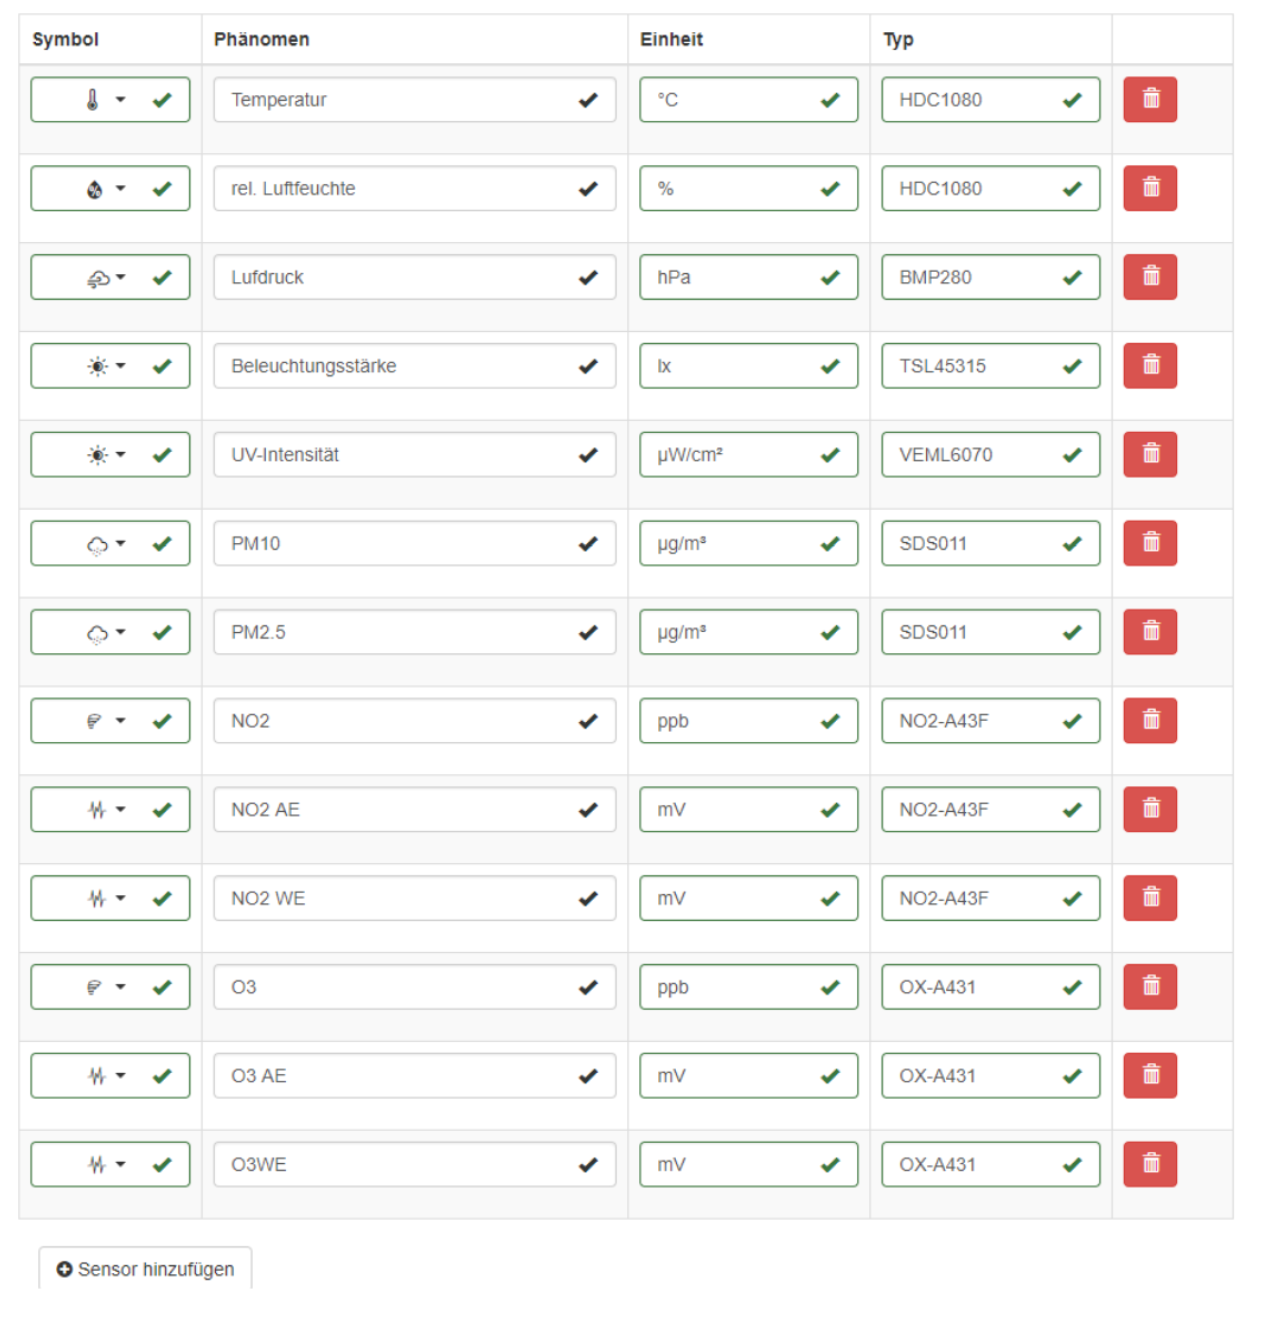 Symbol Phänomen Einheit Typ
Temperatur °C HDC1080
rel. Luftfeuchte % HDC1080
Lufdruck hPa BMP280
Beleuchtungsstärke lx TSL45315
UV-Intensität µW/cm² VEML6070
PM10 µg/m³ SDS011
PM2.5 µg/m³ SDS011
NO2 ppb NO2-A43F
NO2 AE mV NO2-A43F
NO2 WE mV NO2-A43F
O3 ppb OX-A431
O3 AE mV OX-A431
O3WE mV OX-A431
Sensor hinzufügen